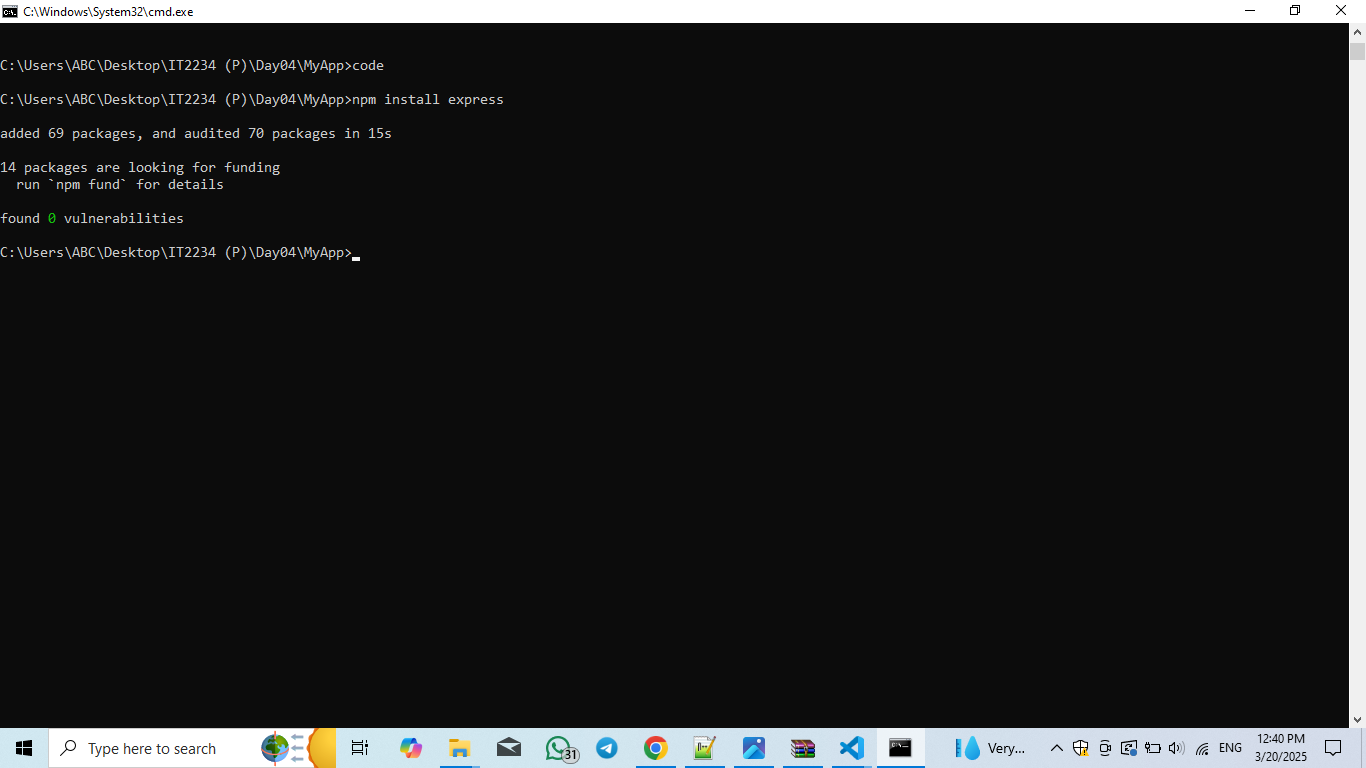 C:\Windows\System32\cmd.exe
C:\Users\ABC\Desktop\IT2234 (P)\Day04\MyApp>code
C:\Users\ABC\Desktop\IT2234 (P)\Day04\MyApp>npm install express
added 69 packages, and audited 70 packages in 15s
14 packages are looking for funding
  run `npm fund` for details
found 0 vulnerabilities
C:\Users\ABC\Desktop\IT2234 (P)\Day04\MyApp>
Type here to search
31
Very...
ENG
12:40 PM
3/20/2025